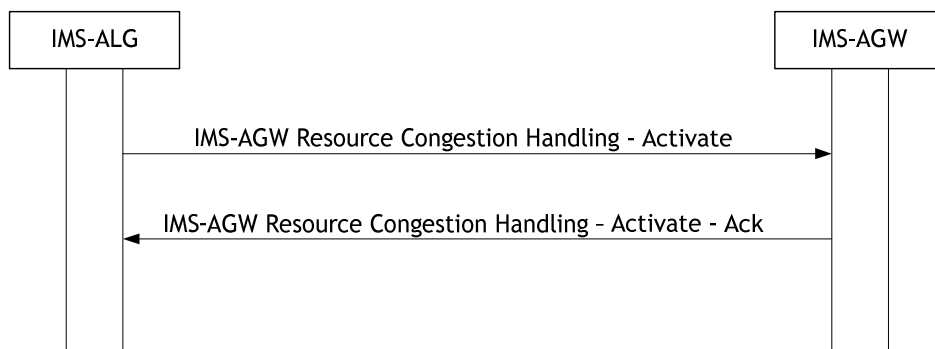 IMS-ALG
IMS-AGW
IMS-AGW Resource Congestion Handling - Activate
IMS-AGW Resource Congestion Handling – Activate - Ack